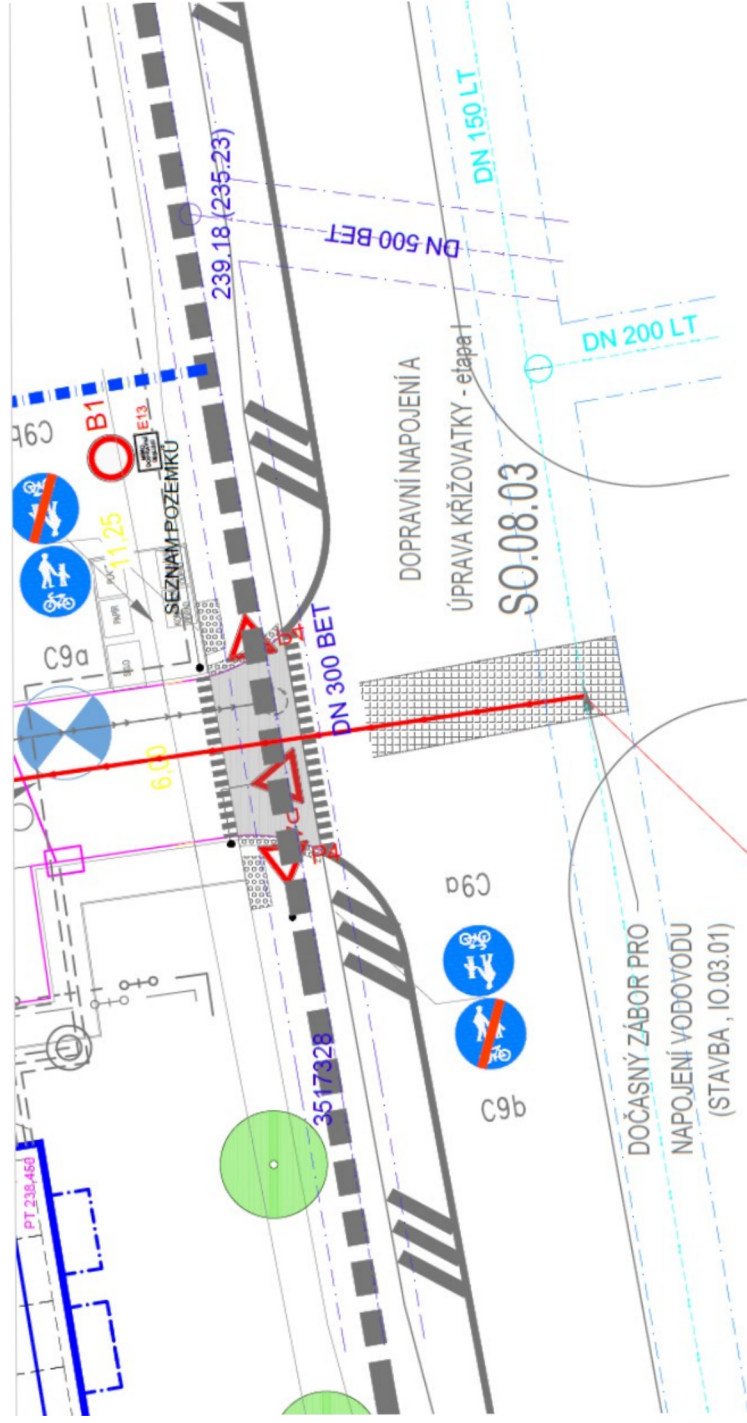 DN 150 LT
239.18 (235.23)
DN 500 BET
DN 200 LT
C9b
B1
E13
11,25
SEZNAM POZEMKŮ
PAPÍR
C9a
6,00
DN 300 BET
DOPRAVNÍ NAPOJENÍ A
ÚPRAVA KŘIŽOVATKY - etapa I
SO.08.03
P4
P4
C9a
C9b
3517328
PT 238,450
DOČASNÝ ZÁBOR PRO
NAPOJENÍ VODOVODU
(STAVBA , IO.03.01)